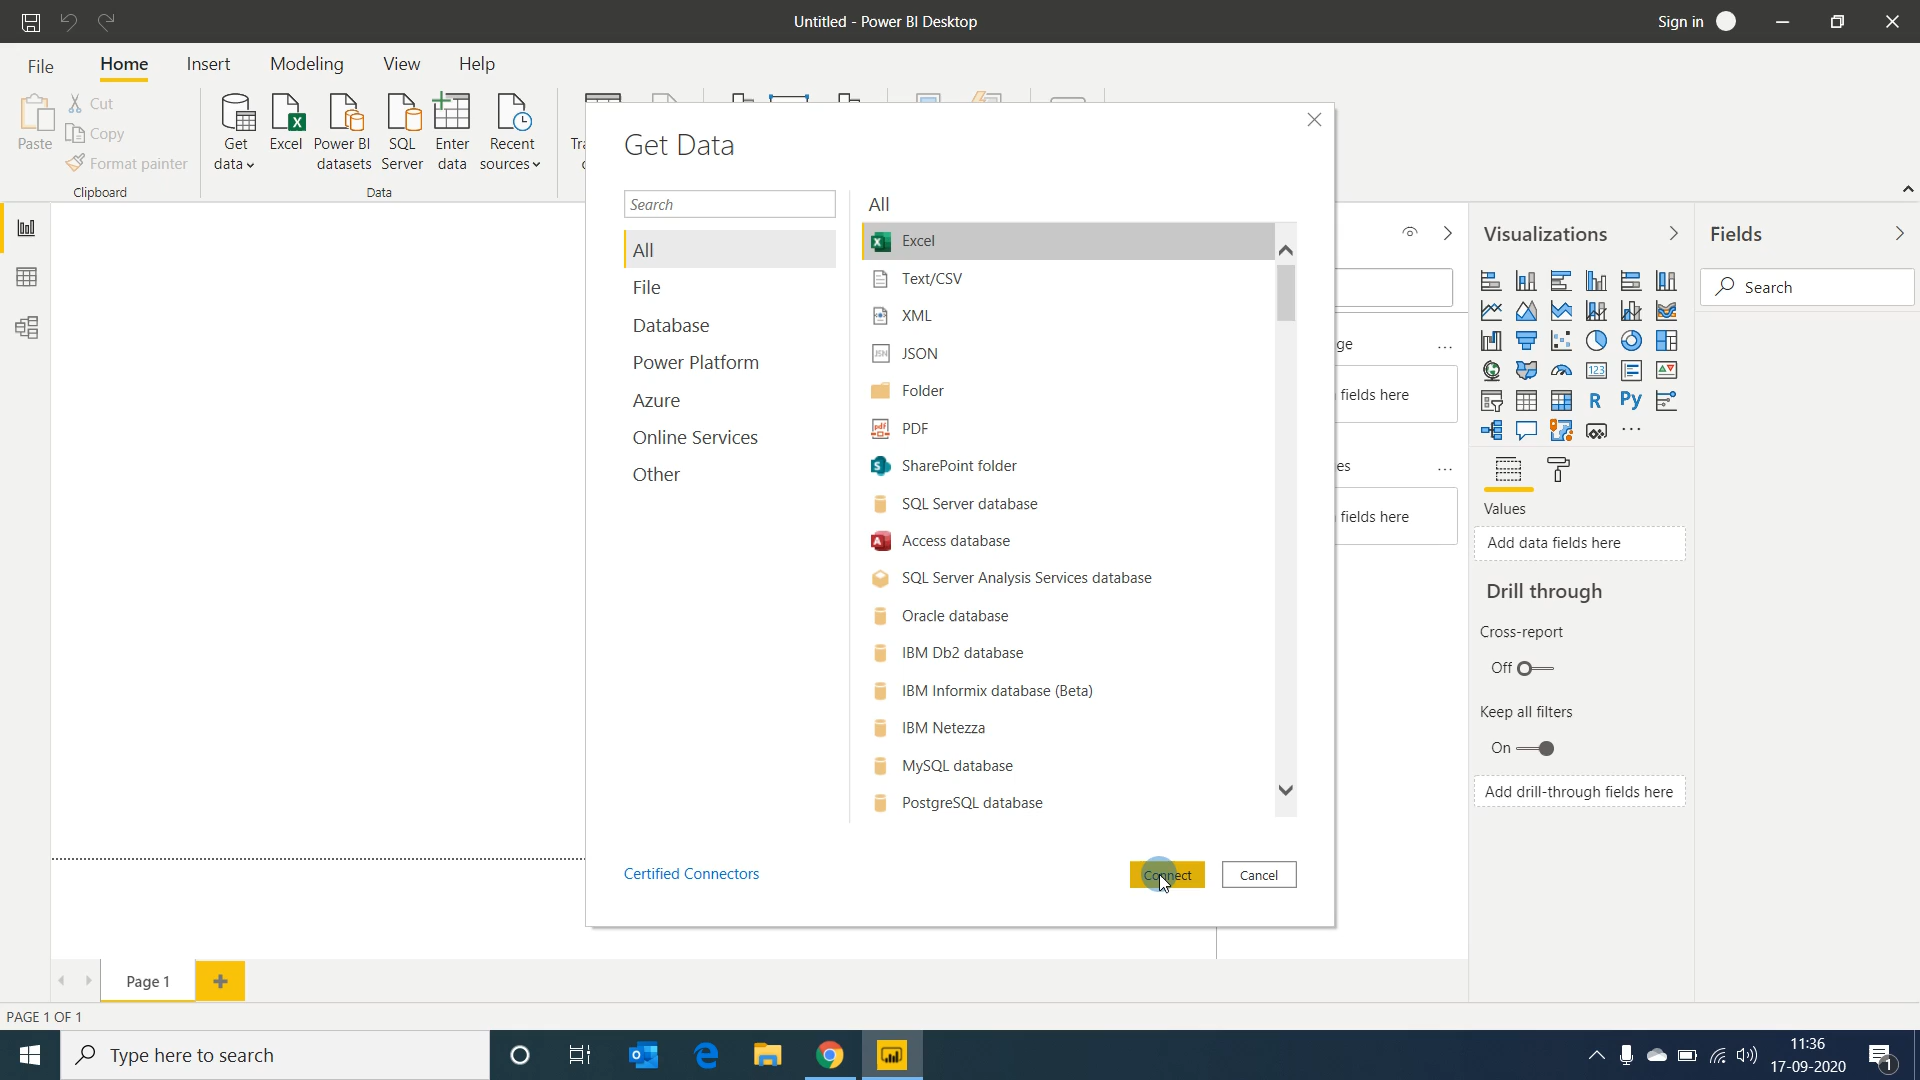 Untitled - Power BI Desktop
Sign in
File
Home
Insert
Modeling
View
Help
Paste
Cut
Copy
Format painter
Clipboard
Get data
Excel
Power BI datasets
SQL Server
Enter data
Recent sources
Data
Get Data
Search
All
File
Database
Power Platform
Azure
Online Services
Other
All
Excel
Text/CSV
XML
JSON
Folder
PDF
SharePoint folder
SQL Server database
Access database
SQL Server Analysis Services database
Oracle database
IBM Db2 database
IBM Informix database (Beta)
IBM Netezza
MySQL database
PostgreSQL database
Certified Connectors
Connect
Cancel
fields here
fields here
Visualizations
123
R
Py
Values
Add data fields here
Drill through
Cross-report
Off
Keep all filters
On
Add drill-through fields here
Fields
Search
Page 1
PAGE 1 OF 1
Type here to search
11:36
17-09-2020
1